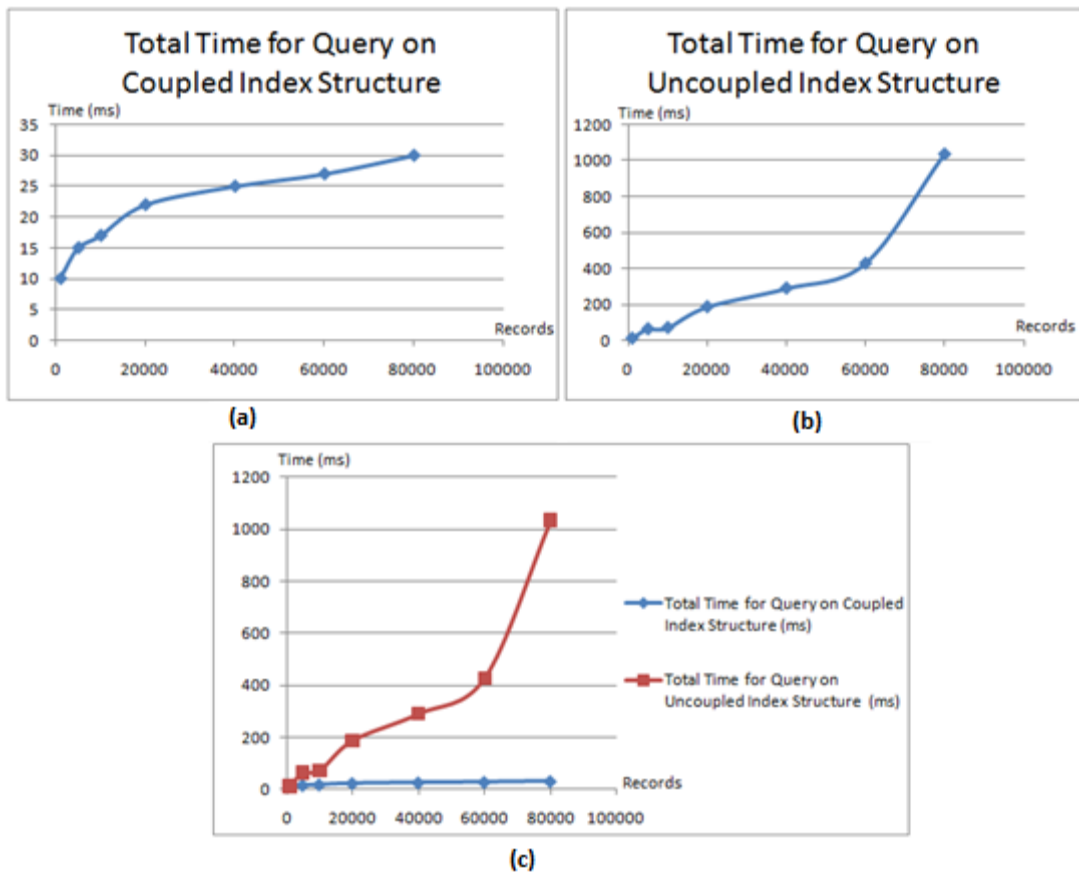 Total Time for Query on
Coupled Index Structure
Time (ms)
35
30
25
20
15
10
5
0
Records
0 20000 40000 60000 80000 100000
(a)
Total Time for Query on
Uncoupled Index Structure
Time (ms)
1200
1000
800
600
400
200
0
Records
0 20000 40000 60000 80000 100000
(b)
Time (ms)
1200
1000
800
600
400
200
0
Records
0 20000 40000 60000 80000 100000
Total Time for Query on Coupled
Index Structure (ms)
Total Time for Query on
Uncoupled Index Structure (ms)
(c)